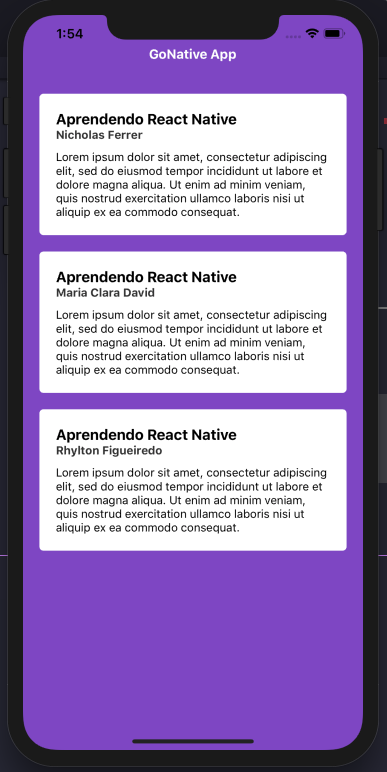 1:54
GoNative App
Aprendendo React Native
Nicholas Ferrer
Lorem ipsum dolor sit amet, consectetur adipiscing
elit, sed do eiusmod tempor incididunt ut labore et
dolore magna aliqua. Ut enim ad minim veniam,
quis nostrud exercitation ullamco laboris nisi ut
aliquip ex ea commodo consequat.
Aprendendo React Native
Maria Clara David
Lorem ipsum dolor sit amet, consectetur adipiscing
elit, sed do eiusmod tempor incididunt ut labore et
dolore magna aliqua. Ut enim ad minim veniam,
quis nostrud exercitation ullamco laboris nisi ut
aliquip ex ea commodo consequat.
Aprendendo React Native
Rhylton Figueiredo
Lorem ipsum dolor sit amet, consectetur adipiscing
elit, sed do eiusmod tempor incididunt ut labore et
dolore magna aliqua. Ut enim ad minim veniam,
quis nostrud exercitation ullamco laboris nisi ut
aliquip ex ea commodo consequat.